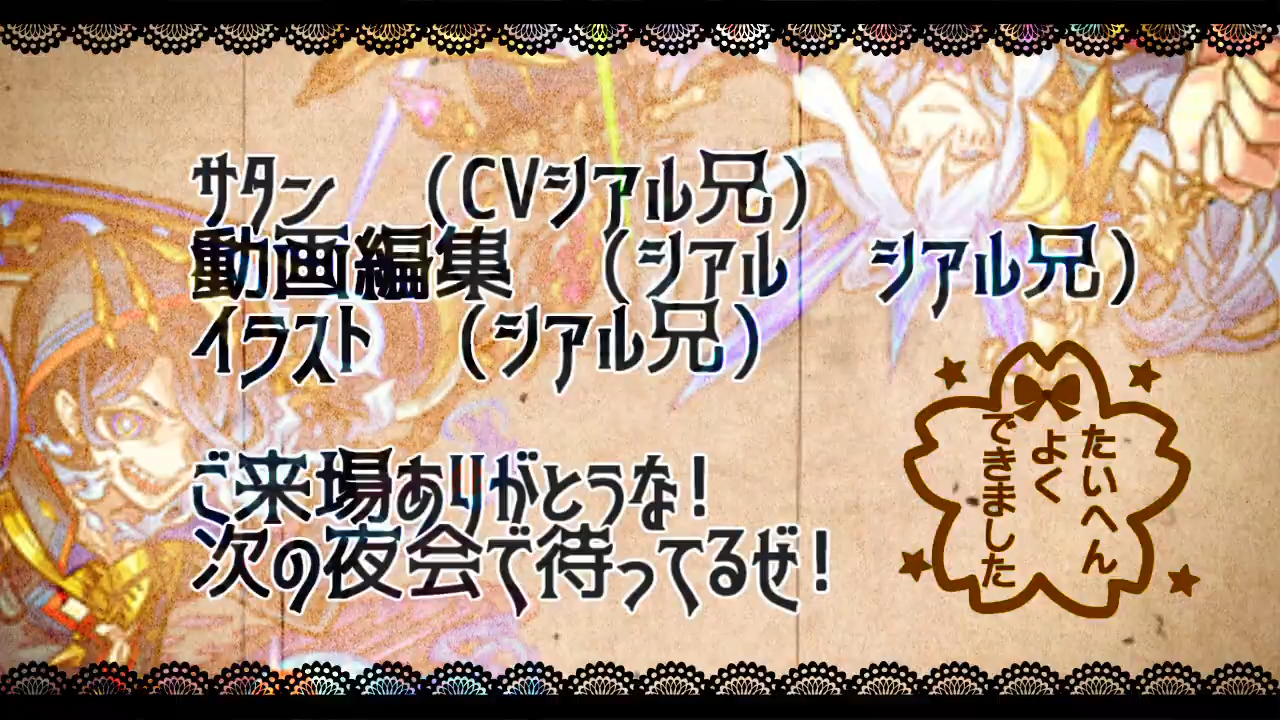 サタン　（CVシアル兄）
動画編集　（シアル　シアル兄）
イラスト　（シアル兄）
ご来場ありがとうな！
次の夜会で待ってるぜ！
たいへん
よく
できました